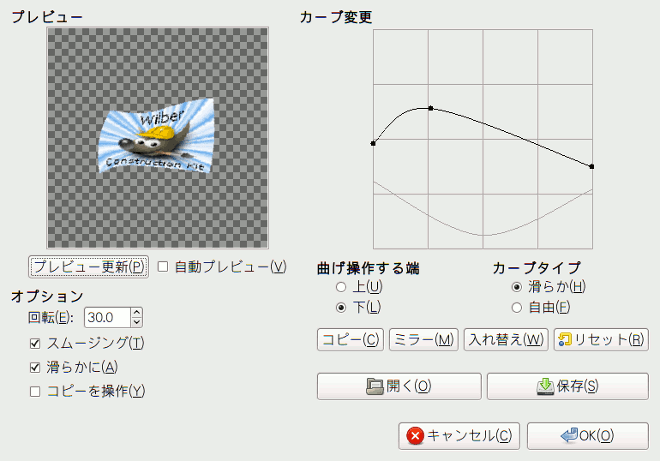 プレビュー
Wilber
Construction Kit
プレビュー更新(P)
自動プレビュー(V)
オプション
回転(E): 30.0
スムージング(T)
滑らかに(A)
コピーを操作(Y)
カーブ変更
曲げ操作する端
上(U)
下(L)
カーブタイプ
滑らか(H)
自由(F)
コピー(C) ミラー(M) 入れ替え(W) リセット(R)
開く(O) 保存(S)
キャンセル(C) OK(O)